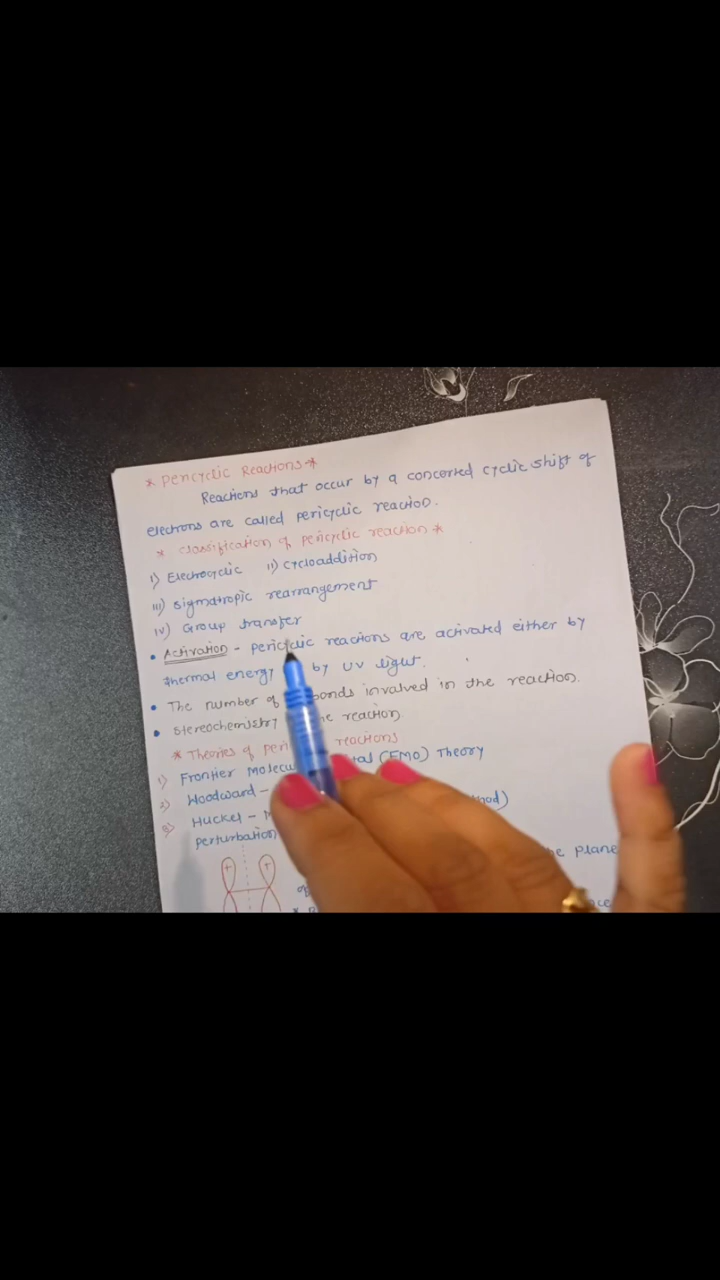 * Pericyclic Reactions *
Reactions that occur by a concerted cyclic shift of
electrons are called pericyclic reaction.
* Classification of pericyclic reaction *
i) Electrocyclic ii) cycloaddition
iii) sigmatropic rearrangement
iv) Group transfer
• Activation - pericyclic reactions are activated either by
thermal energy by UV light.
• The number of bonds involved in the reaction.
• Stereochemistry reaction
* Theories of reactions
1) Frontier (FMO) Theory
2) Woodward -
3) Huckel -
perturbation
plane
+ +